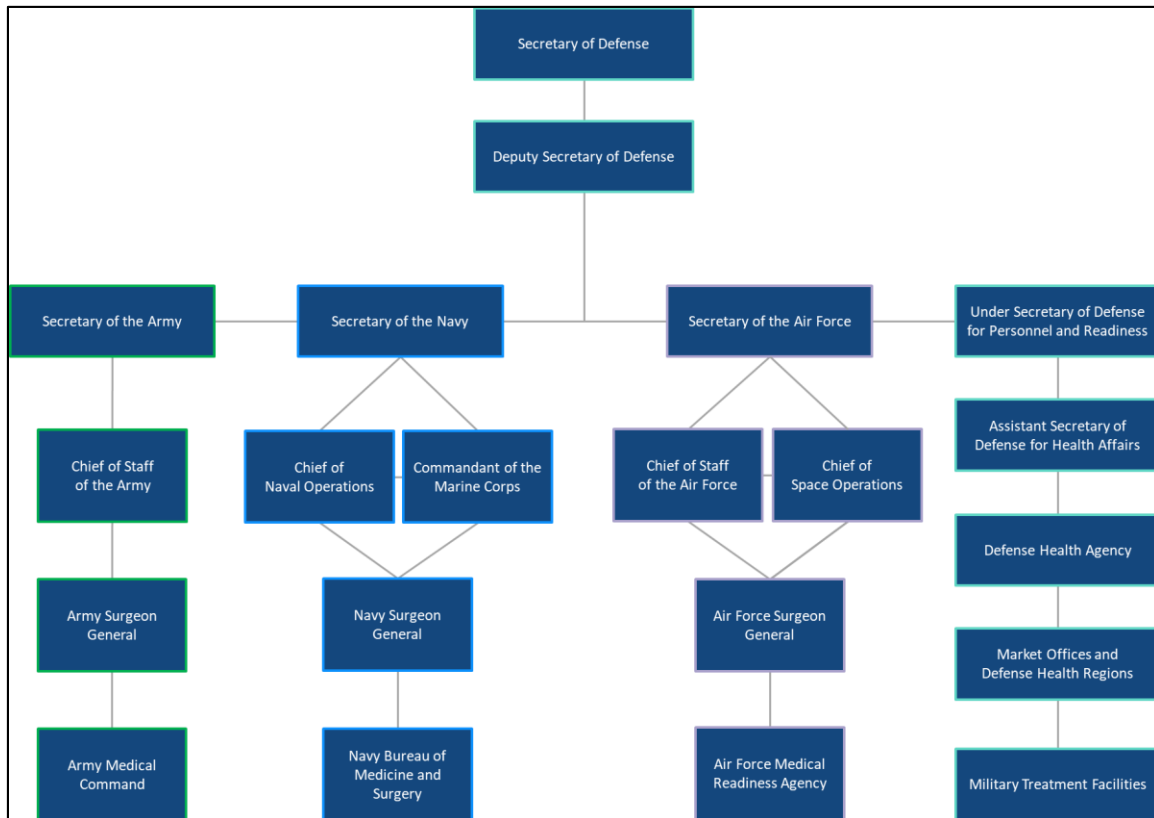 Secretary of Defense
Deputy Secretary of Defense
Secretary of the Army
Secretary of the Navy
Secretary of the Air Force
Under Secretary of Defense
for Personnel and Readiness
Chief of Staff
of the Army
Chief of
Naval Operations
Commandant of the
Marine Corps
Chief of Staff
of the Air Force
Chief of
Space Operations
Assistant Secretary of
Defense for Health Affairs
Defense Health Agency
Army Surgeon
General
Navy Surgeon
General
Air Force Surgeon
General
Market Offices and
Defense Health Regions
Army Medical
Command
Navy Bureau of
Medicine and
Surgery
Air Force Medical
Readiness Agency
Military Treatment Facilities